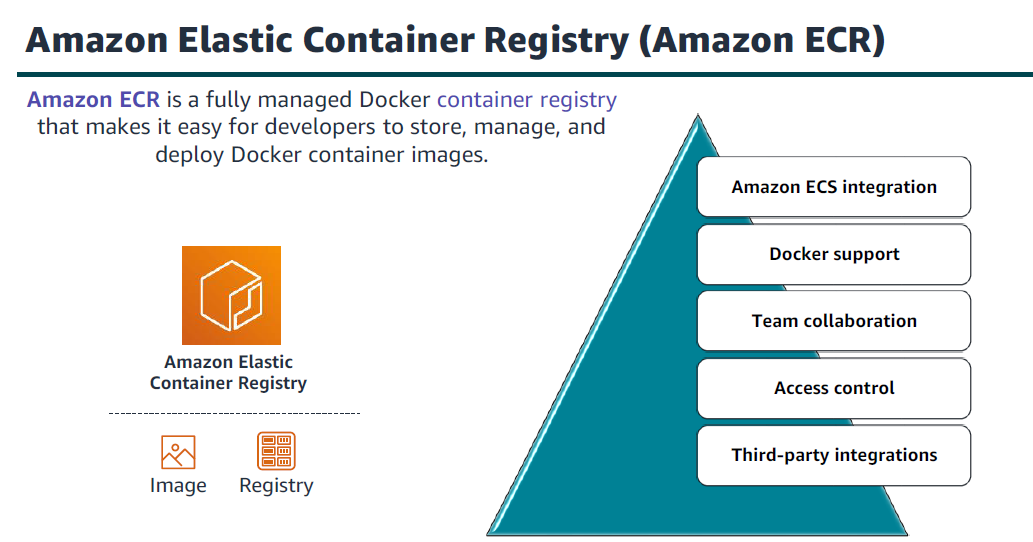 Amazon Elastic Container Registry (Amazon ECR)
Amazon ECR is a fully managed Docker container registry
that makes it easy for developers to store, manage, and
deploy Docker container images.
Amazon Elastic
Container Registry
Image
Registry
Amazon ECS integration
Docker support
Team collaboration
Access control
Third-party integrations